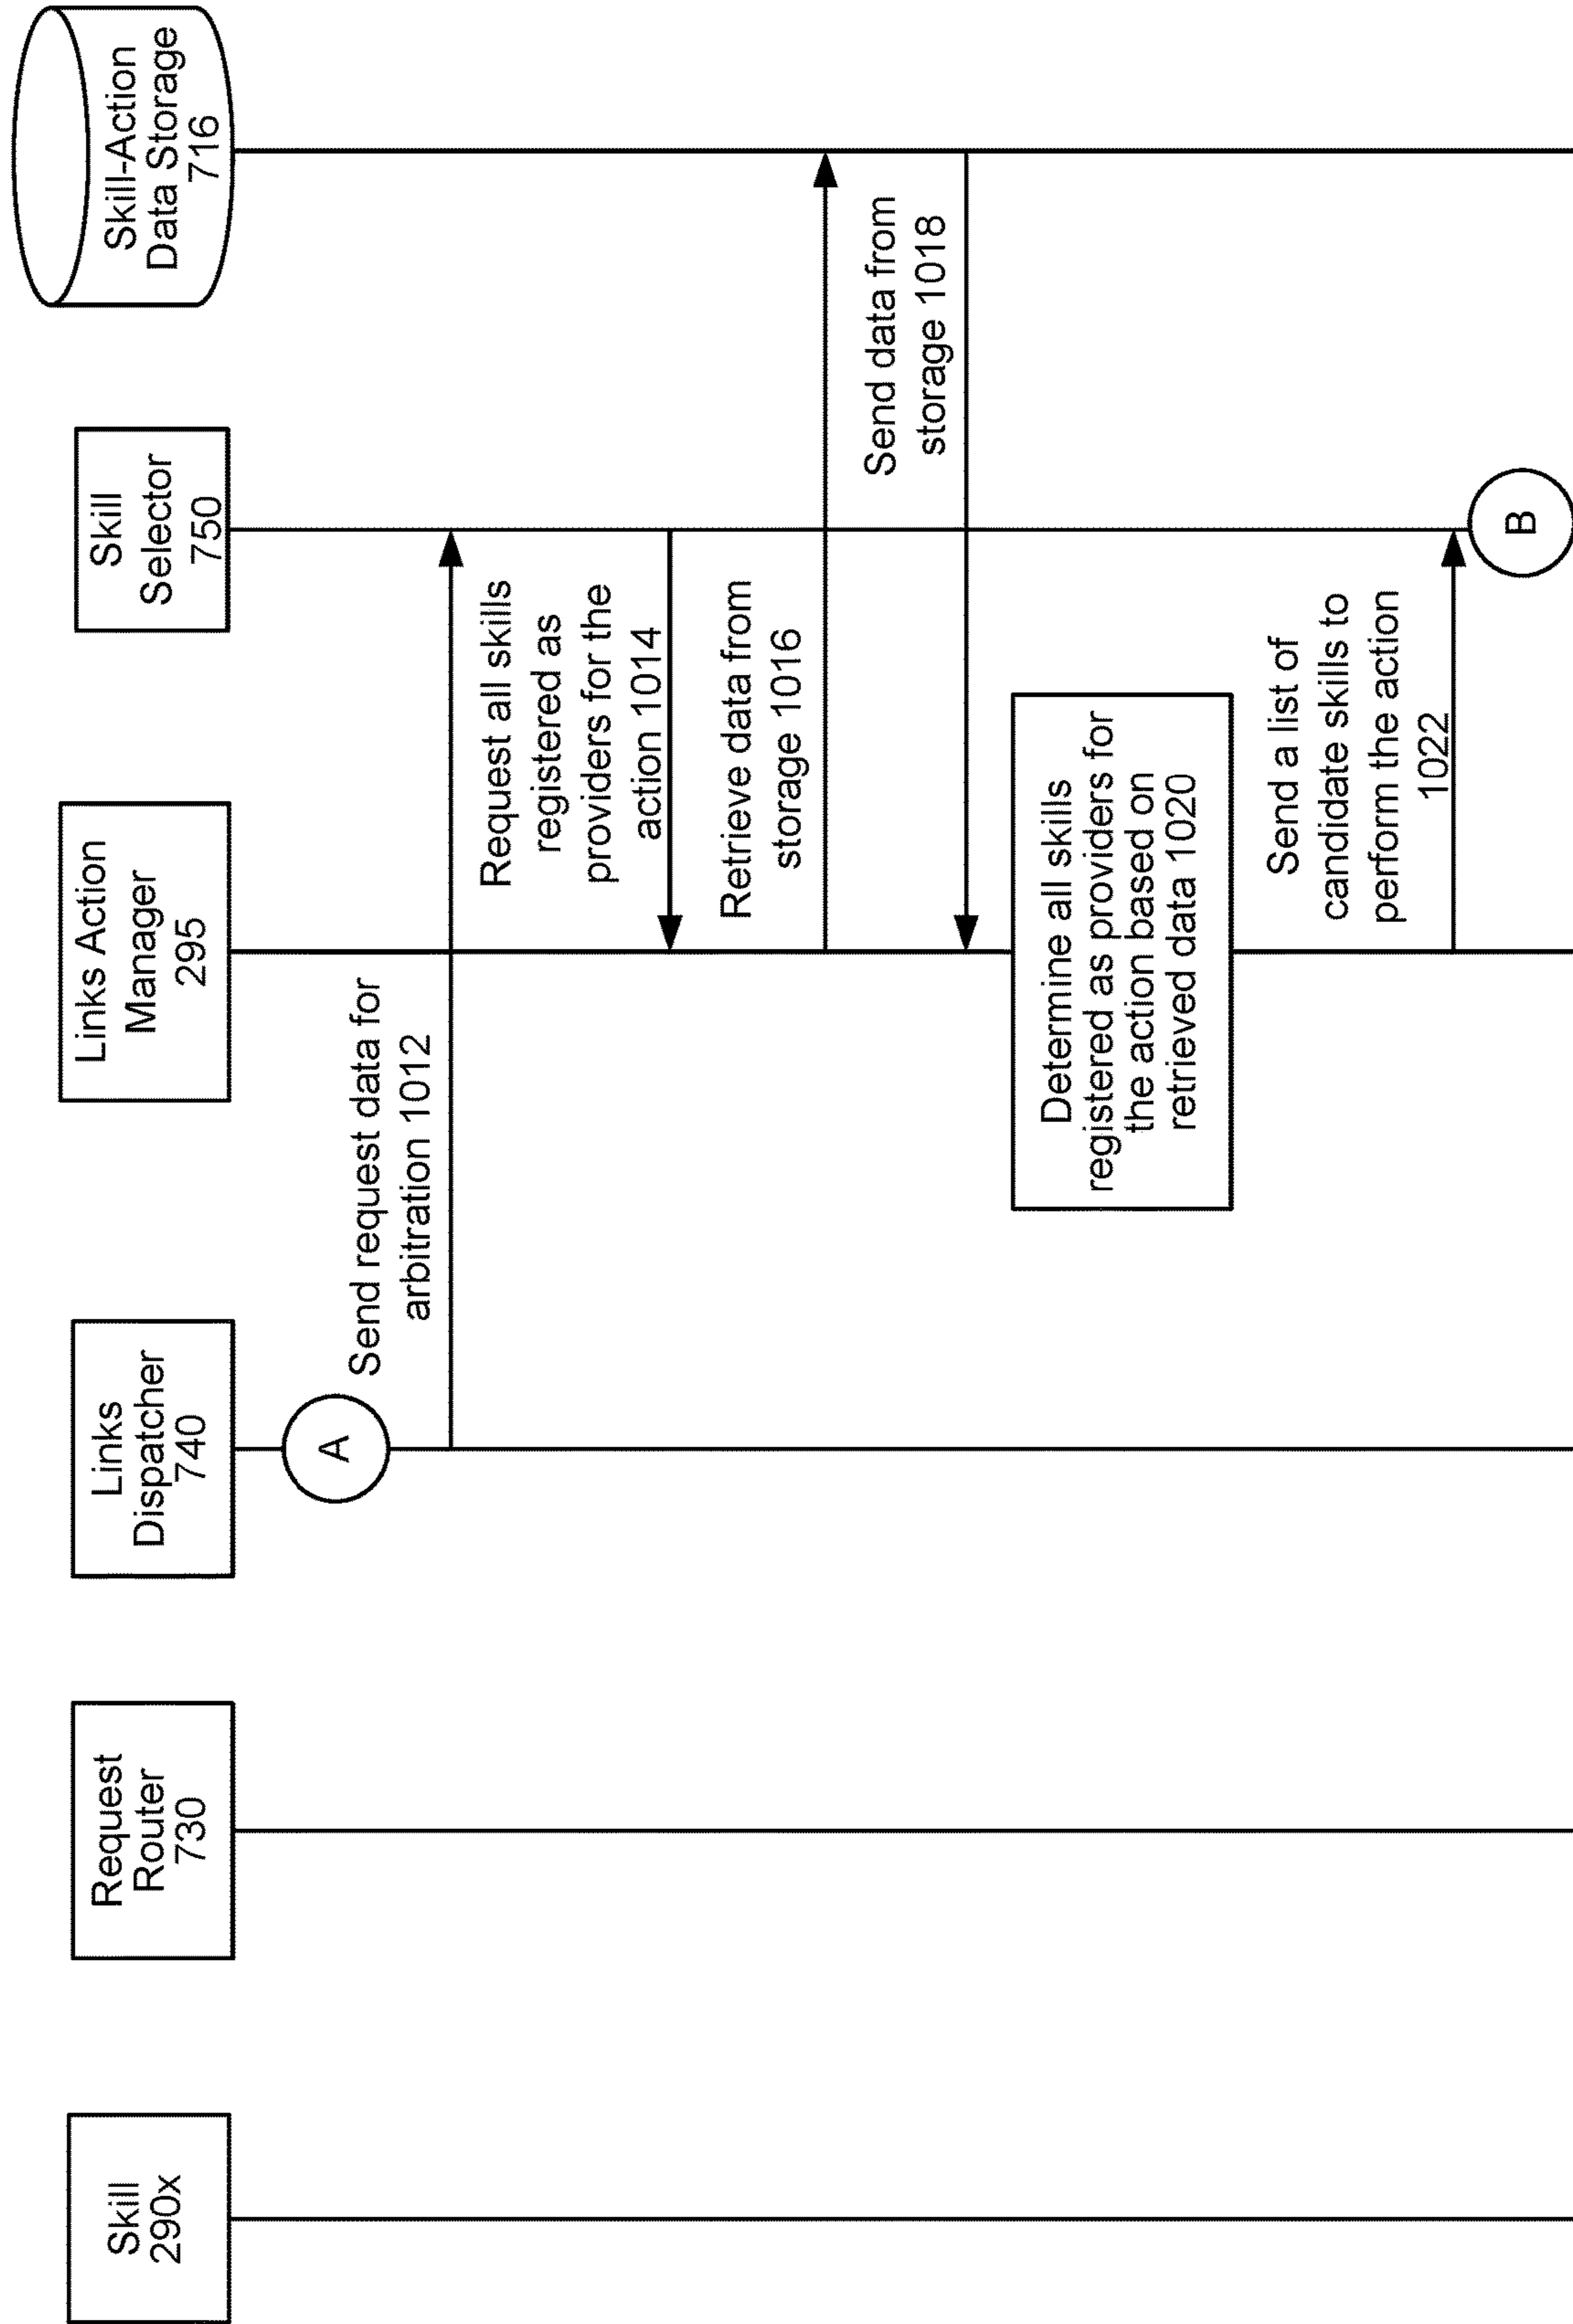 Skill
290x
Request
Router
730
Links
Dispatcher
740
Links Action
Manager
295
Skill
Selector
750
Skill-Action
Data Storage
716
A
Send request data for
arbitration 1012
Request all skills
registered as
providers for the
action 1014
Retrieve data from
storage 1016
Send data from
storage 1018
Determine all skills
registered as providers for
the action based on
retrieved data 1020
Send a list of
candidate skills to
perform the action
1022
B